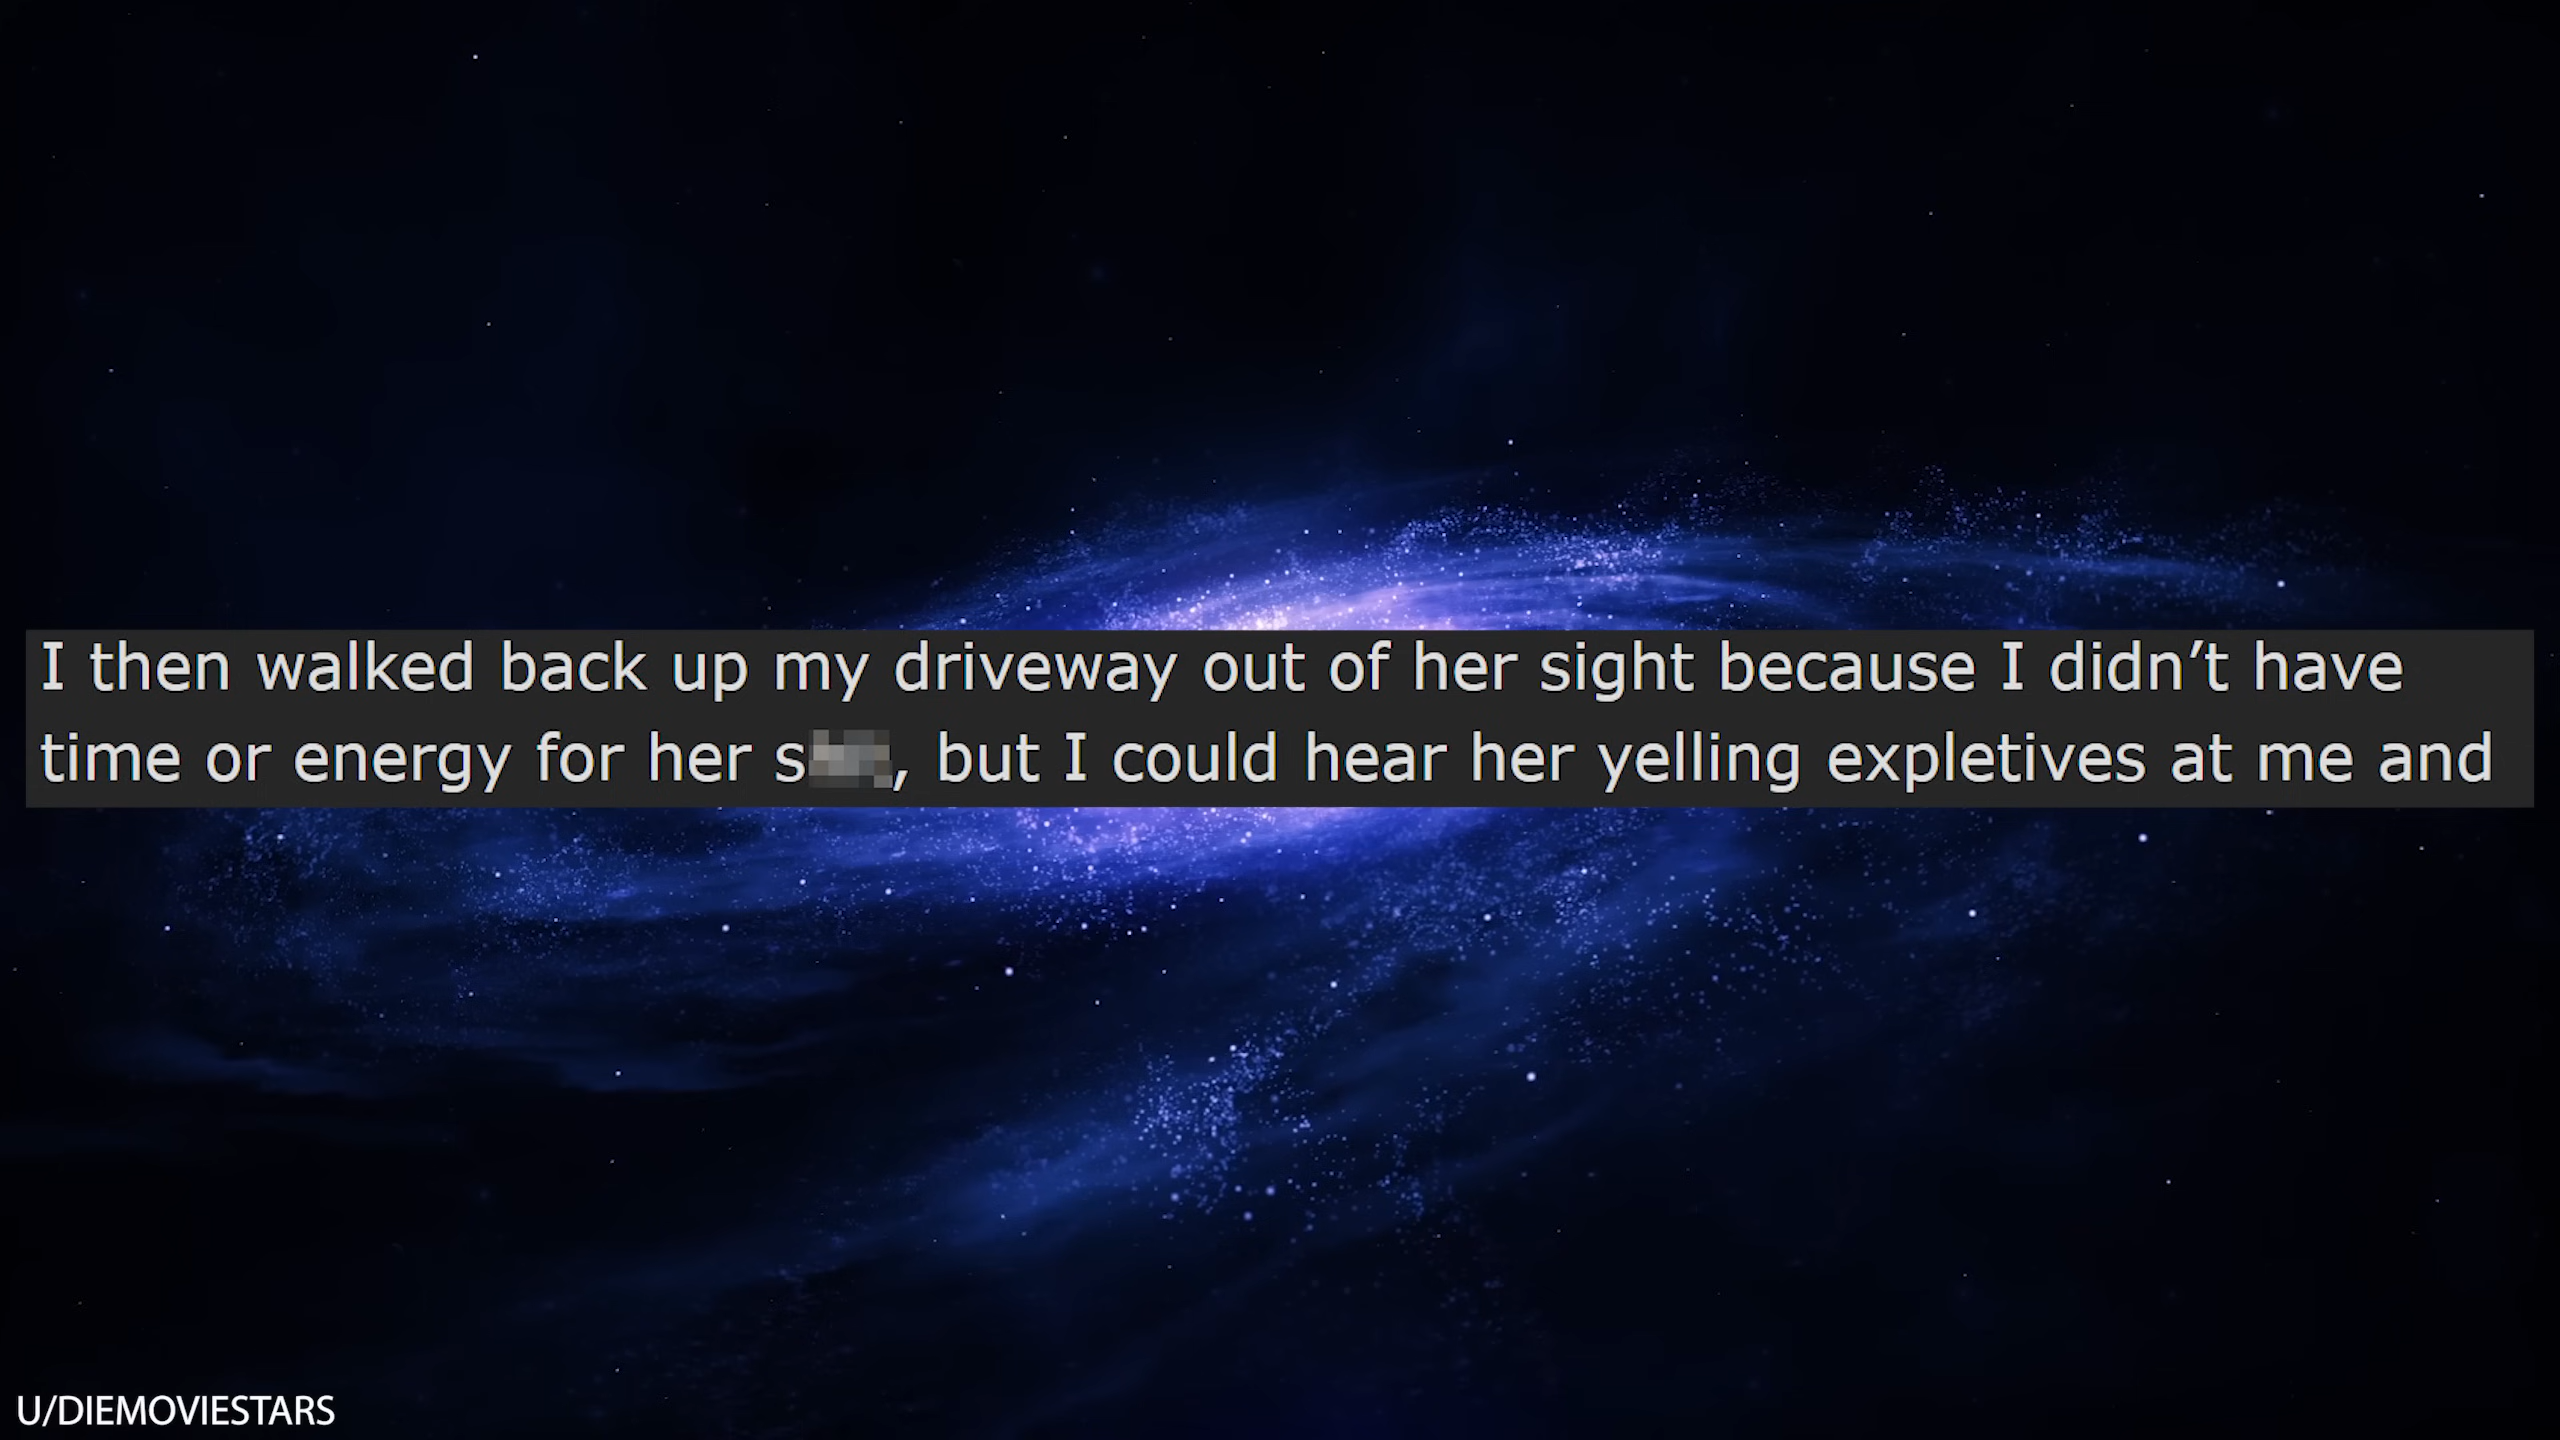 I then walked back up my driveway out of her sight because I didn’t have
time or energy for her s, but I could hear her yelling expletives at me and
U/DIEMOVIESTARS